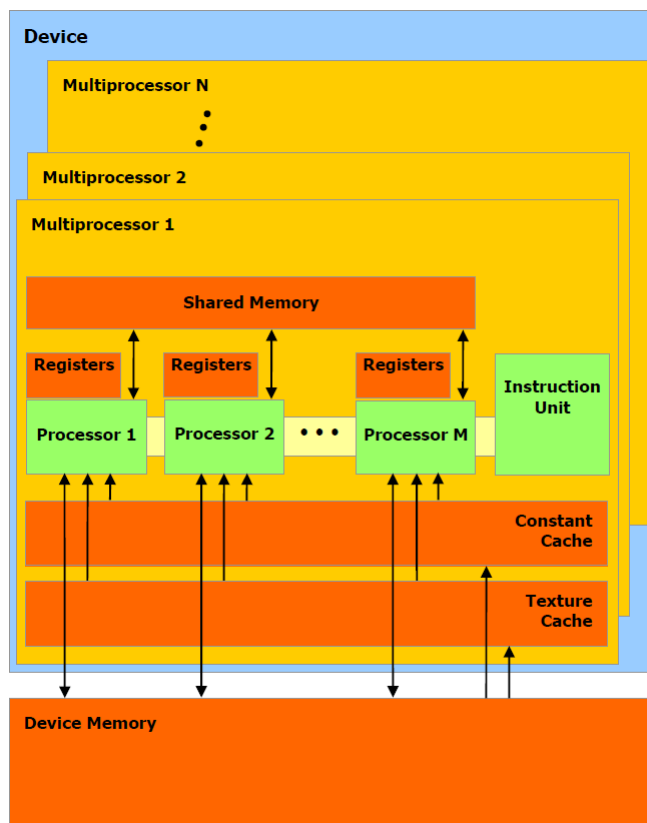 Device
Multiprocessor N
Multiprocessor 2
Multiprocessor 1
Shared Memory
Registers
Registers
Registers
Instruction
Unit
Processor 1
Processor 2
Processor M
Constant
Cache
Texture
Cache
Device Memory